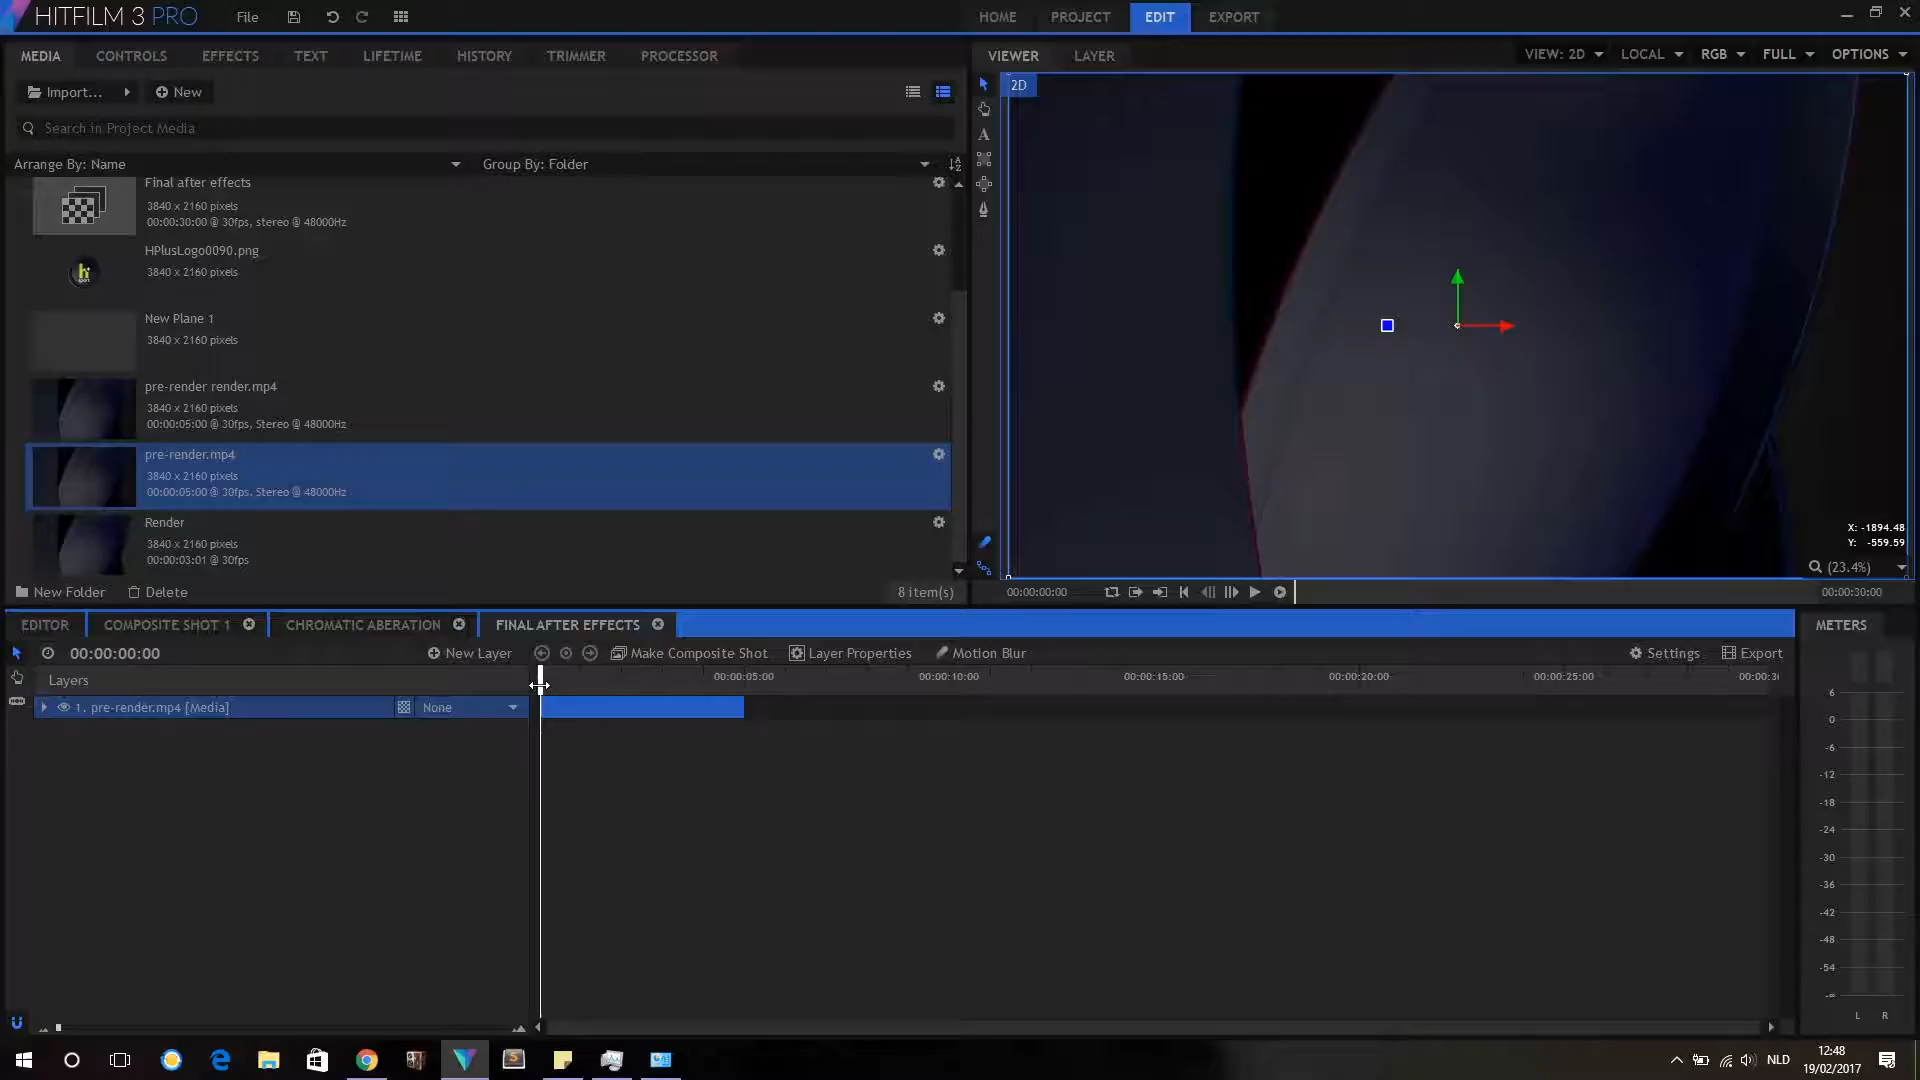 HITFILM 3 PRO
File
HOME
PROJECT
EDIT
EXPORT
MEDIA
CONTROLS
EFFECTS
TEXT
LIFETIME
HISTORY
TRIMMER
PROCESSOR
VIEWER
LAYER
VIEW: 2D
LOCAL
RGB
FULL
OPTIONS
Import...
New
2D
Search in Project Media
Arrange By: Name
Group By: Folder
Final after effects
3840 x 2160 pixels
00:00:30:00 @ 30fps, stereo @ 48000Hz
HPlusLogo0090.png
3840 x 2160 pixels
New Plane 1
3840 x 2160 pixels
pre-render render.mp4
3840 x 2160 pixels
00:00:05:00 @ 30fps, Stereo @ 48000Hz
pre-render.mp4
3840 x 2160 pixels
00:00:05:00 @ 30fps, Stereo @ 48000Hz
Render
3840 x 2160 pixels
00:00:03:01 @ 30fps
X: -1894.48
Y: -559.59
(23.4%)
New Folder
Delete
8 item(s)
00:00:00:00
00:00:30:00
EDITOR
COMPOSITE SHOT 1
CHROMATIC ABERATION
FINAL AFTER EFFECTS
METERS
00:00:00:00
New Layer
Make Composite Shot
Layer Properties
Motion Blur
Settings
Export
Layers
00:00:05:00
00:00:10:00
00:00:15:00
00:00:20:00
00:00:25:00
00:00:3
1. pre-render.mp4 [Media]
None
6
0
-6
-12
-18
-24
-30
-36
-42
-48
-54
-∞
L
R
NLD
12:48
19/02/2017